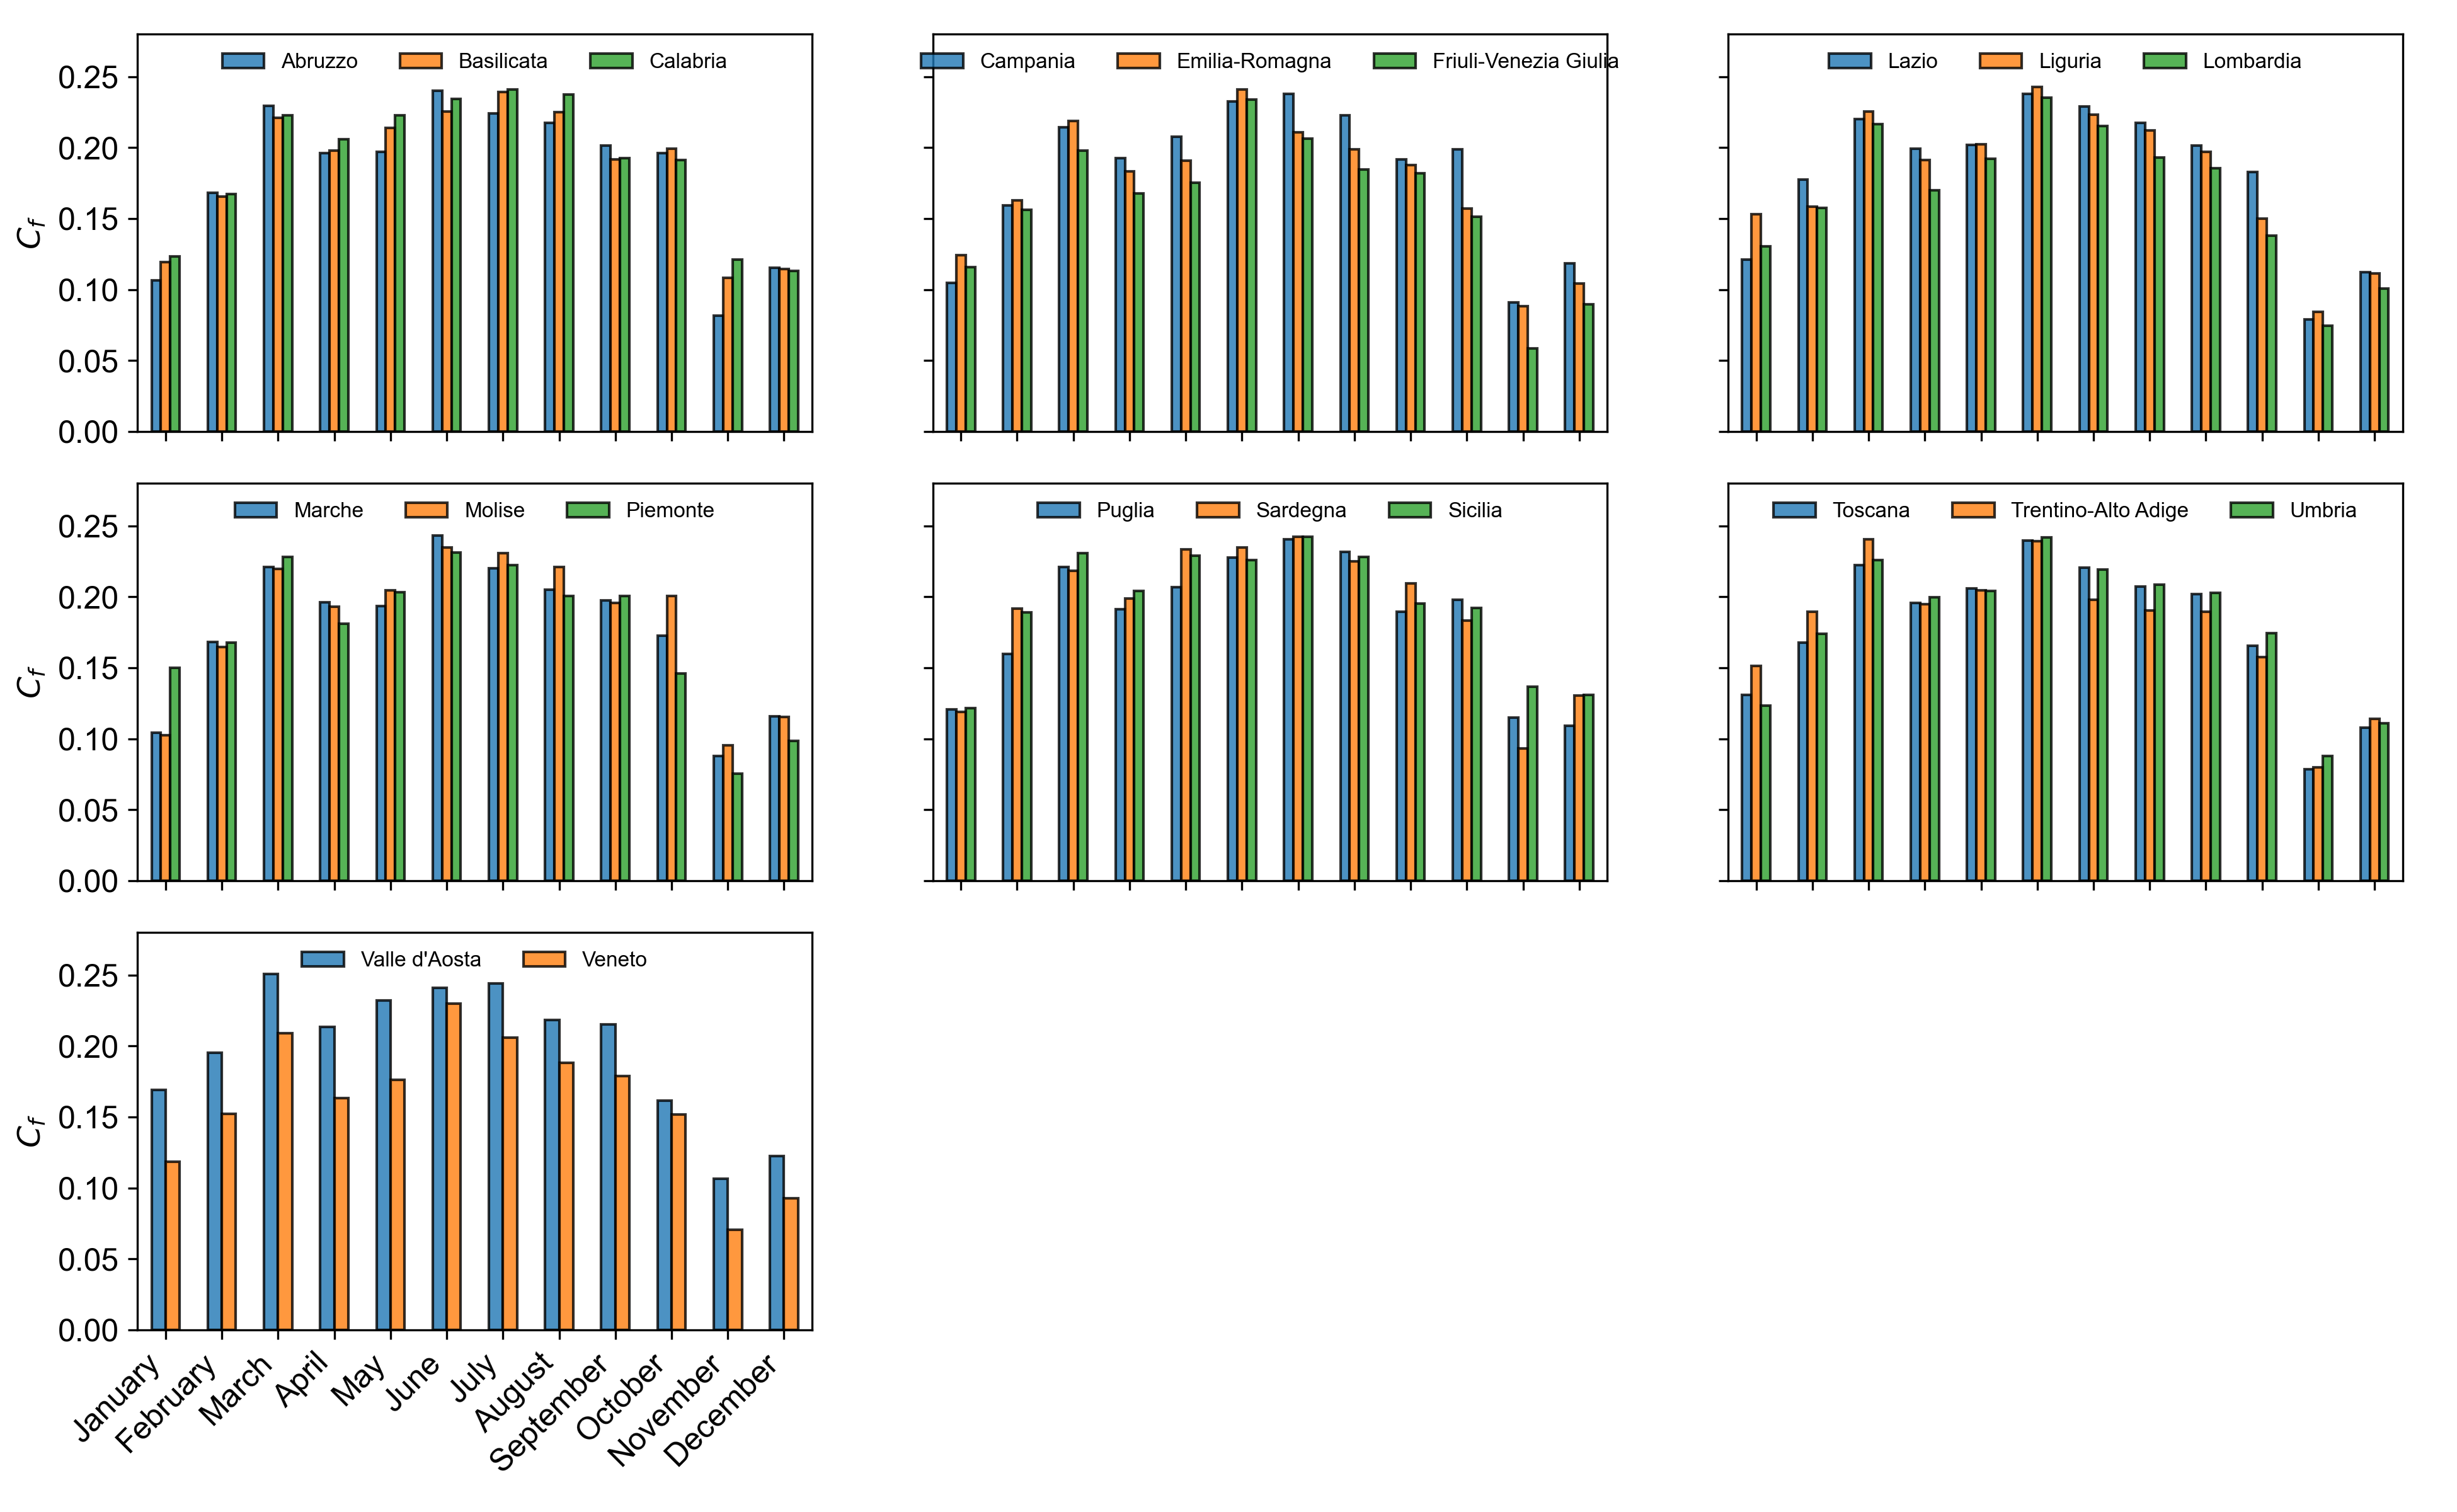 Abruzzo Basilicata Calabria
0.25
0.20
0.15
0.10
0.05
0.00
C_f
Campania Emilia-Romagna Friuli-Venezia Giulia
Lazio Liguria Lombardia
Marche Molise Piemonte
0.25
0.20
0.15
0.10
0.05
0.00
C_f
Puglia Sardegna Sicilia
Toscana Trentino-Alto Adige Umbria
Valle d'Aosta Veneto
0.25
0.20
0.15
0.10
0.05
0.00
C_f
January
February
March
April
May
June
July
August
September
October
November
December